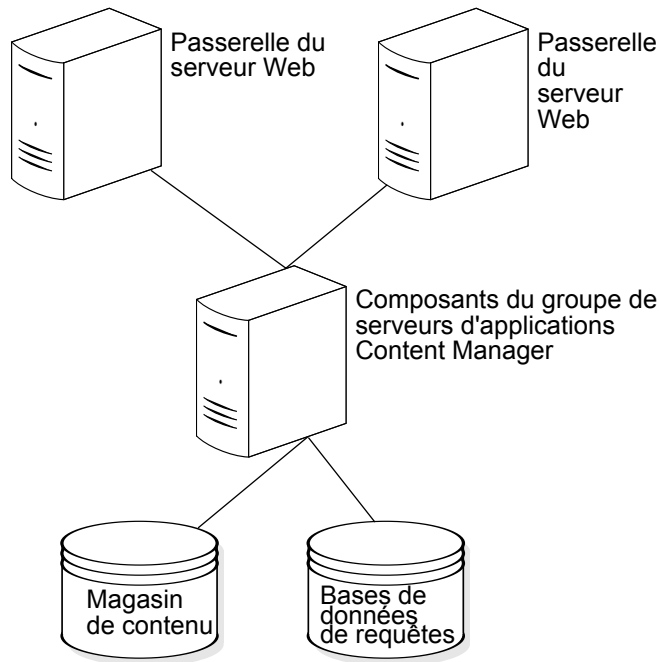 Passerelle du
serveur Web
Passerelle
du
serveur
Web
Composants du groupe de
serveurs d'applications
Content Manager
Magasin
de contenu
Bases de
données
de requêtes